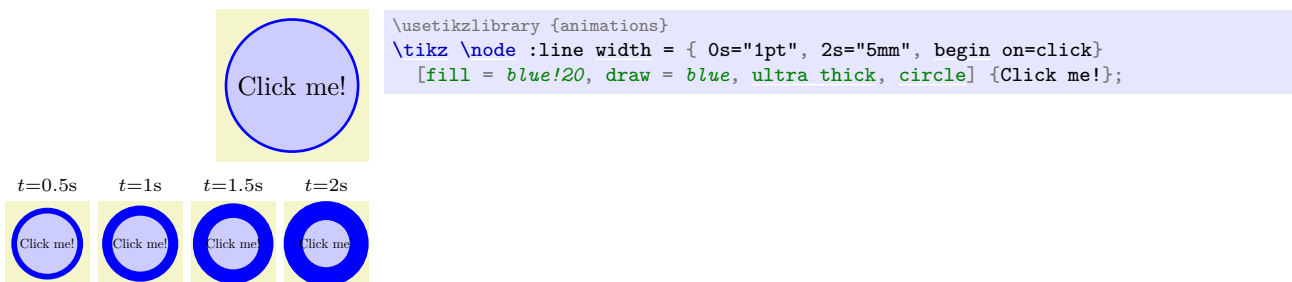 Click me!
\usetikzlibrary {animations}
\tikz \node :line width = { 0s="1pt", 2s="5mm", begin on=click}
[fill = blue!20, draw = blue, ultra thick, circle] {Click me!};
t=0.5s t=1s t=1.5s t=2s
Click me! Click me! Click me! Click me!